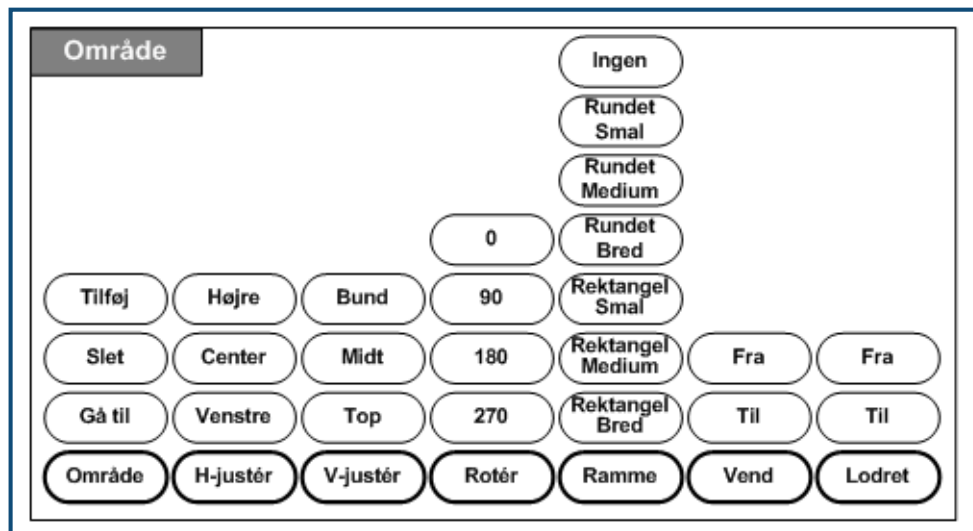 Område
Ingen
Rundet
Smal
Rundet
Medium
0
Rundet
Bred
Tilføj
Højre
Bund
90
Rektangel
Smal
Slet
Center
Midt
180
Rektangel
Medium
Fra
Fra
Gå til
Venstre
Top
270
Rektangel
Bred
Til
Til
Område
H-justér
V-justér
Rotér
Ramme
Vend
Lodret